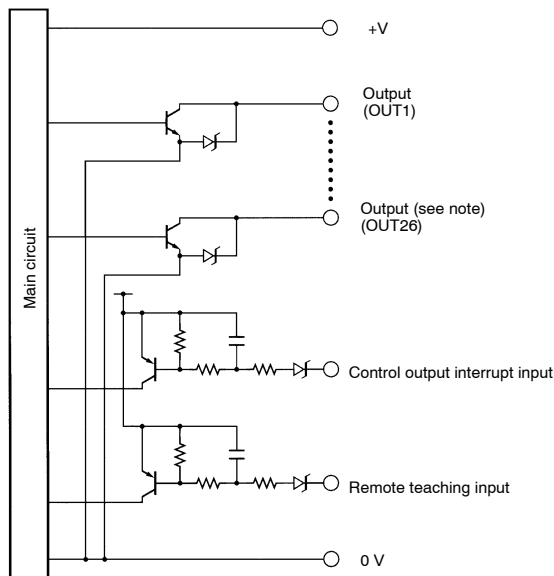 +V
Output
(OUT1)
Output (see note)
(OUT26)
Main circuit
Control output interrupt input
Remote teaching input
0 V